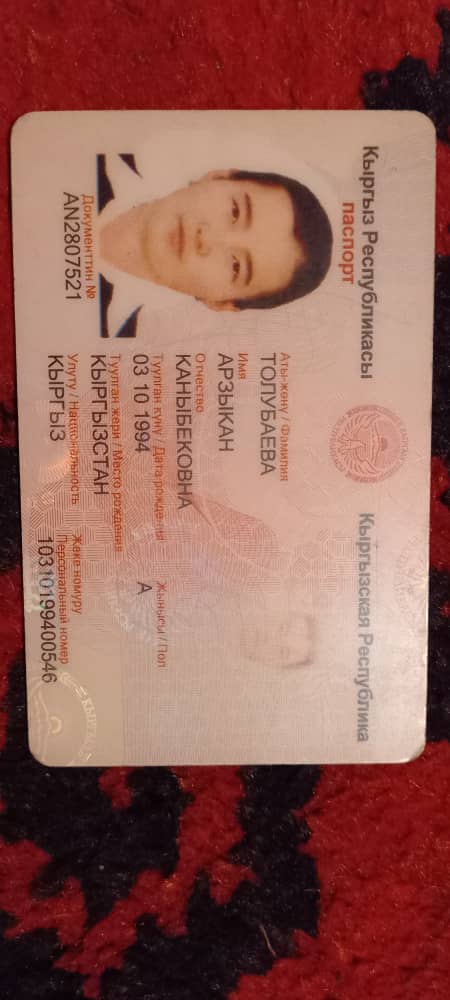 Кыргыз Республикасы
Кыргызская Республика
паспорт
Аты-жөнү / Фамилия
ТОЛУБАЕВА
Имя
АРЗЫКАН
Отчество
КАНЫБЕКОВНА
Туулган күнү / Дата рождения
Жынысы / Пол
03 10 1994
А
Туулган жери / Место рождения
КЫРГЫЗСТАН
Улуту / Национальность
Жеке номуру
Персональный номер
КЫРГЫЗ
10310199400546
Документтин №
AN2807521